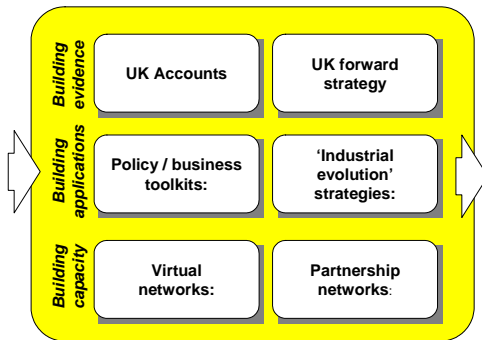 Building
evidence
UK Accounts
UK forward
strategy
Building
applications
Policy / business
toolkits:
‘Industrial
evolution’
strategies:
Building
capacity
Virtual
networks:
Partnership
networks: